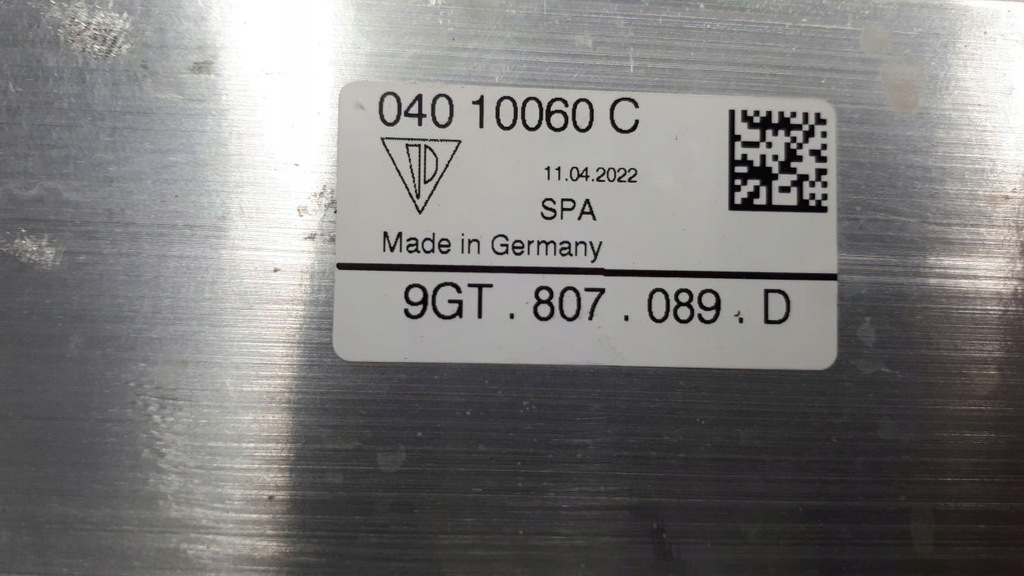 040 10060 C
11.04.2022
SPA
Made in Germany
9GT . 807 . 089 . D